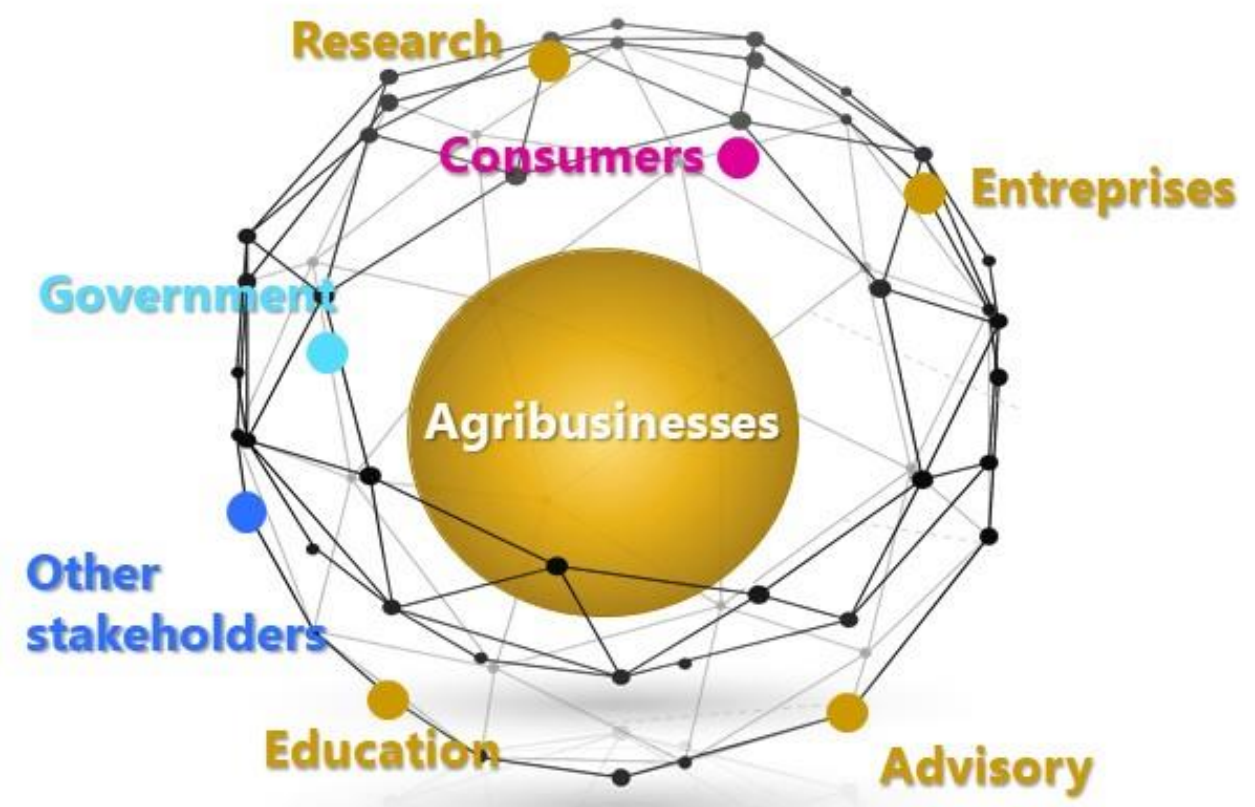 Research
Consumers
Entreprises
Government
Agribusinesses
Other
stakeholders
Education
Advisory